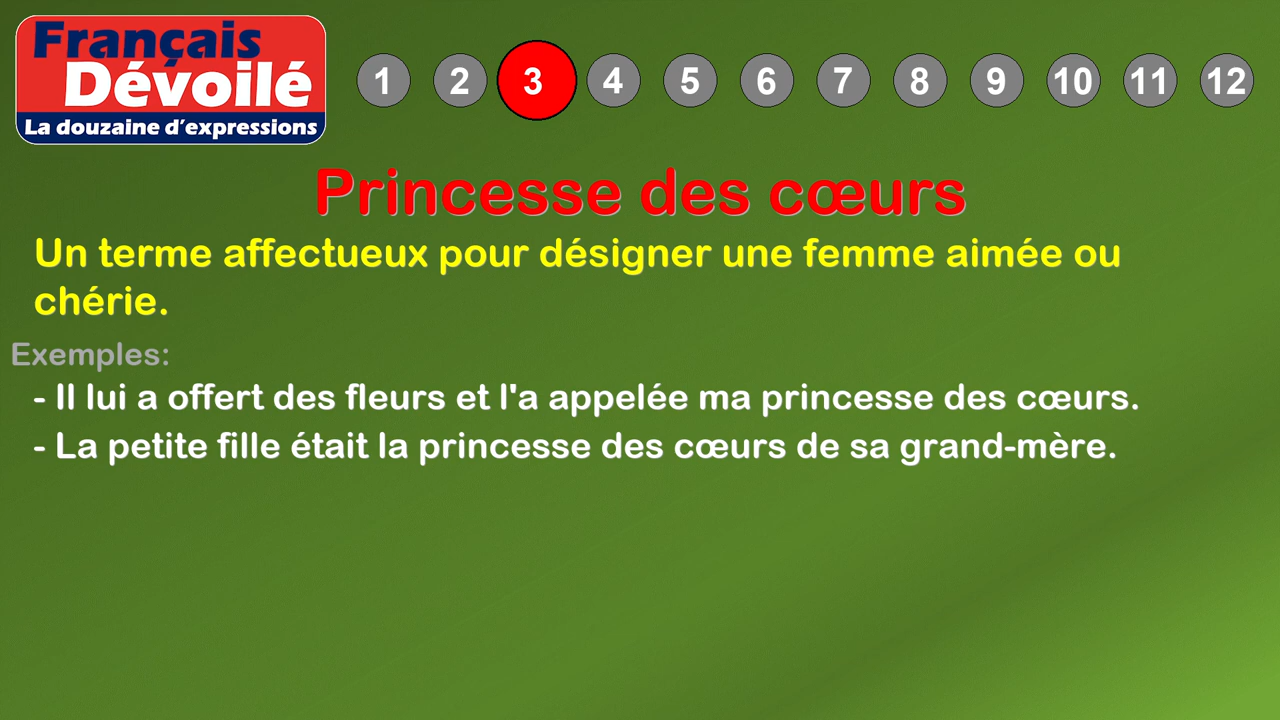 Français
Dévoilé
La douzaine d'expressions
1 2 3 4 5 6 7 8 9 10 11 12
Princesse des cœurs
Un terme affectueux pour désigner une femme aimée ou
chérie.
Exemples:
- Il lui a offert des fleurs et l'a appelée ma princesse des cœurs.
- La petite fille était la princesse des cœurs de sa grand-mère.